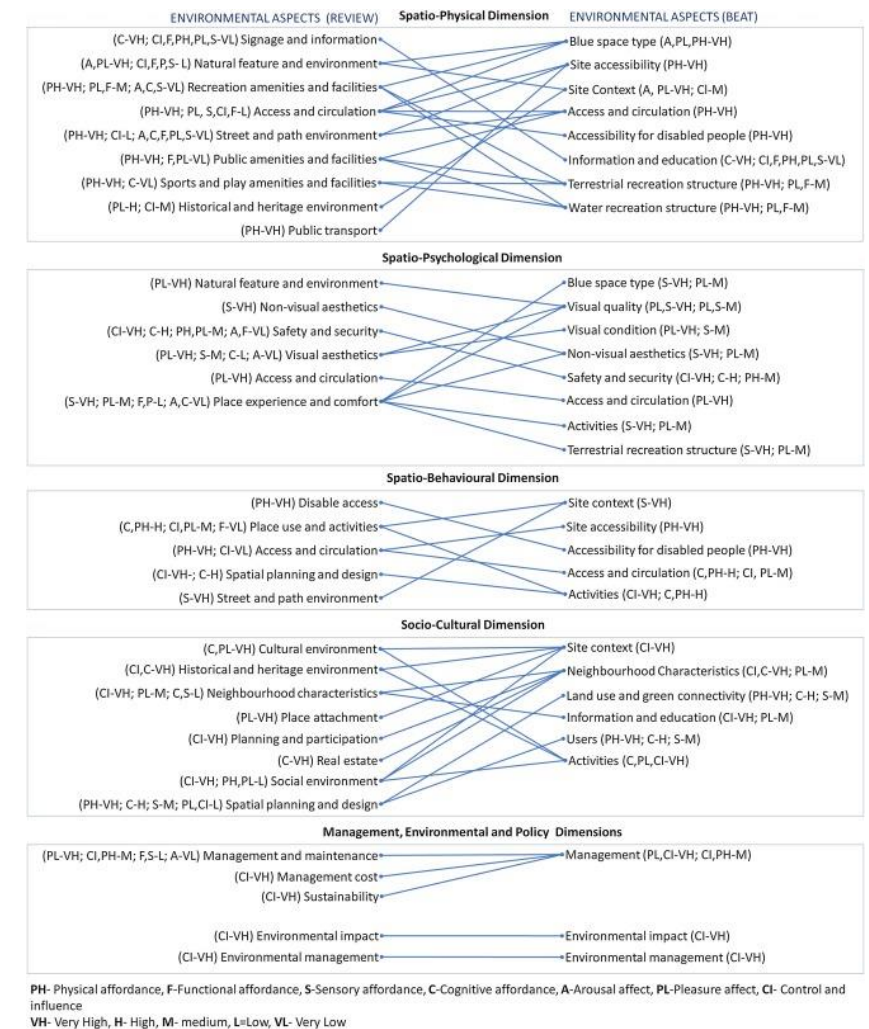 Spatio-Physical Dimension
ENVIRONMENTAL ASPECTS (REVIEW)
ENVIRONMENTAL ASPECTS (BEAT)
(C-VH; CI,F,PH,PL,S-VL) Signage and information
(A,PL-VH; CI,F,P,S- L) Natural feature and environment
(PH-VH; PL,F-M; A,C,S-VL) Recreation amenities and facilities
(PH-VH; PL, S,CI,F-L) Access and circulation
(PH-VH; CI-L; A,C,F,PL,S-VL) Street and path environment
(PH-VH; F,PL-VL) Public amenities and facilities
(PH-VH; C-VL) Sports and play amenities and facilities
(PL-H; CI-M) Historical and heritage environment
(PH-VH) Public transport
Blue space type (A,PL,PH-VH)
Site accessibility (PH-VH)
Site Context (A, PL-VH; CI-M)
Access and circulation (PH-VH)
Accessibility for disabled people (PH-VH)
Information and education (C-VH; CI,F,PH,PL,S-VL)
Terrestrial recreation structure (PH-VH; PL,F-M)
Water recreation structure (PH-VH; PL,F-M)
Spatio-Psychological Dimension
(PL-VH) Natural feature and environment
(S-VH) Non-visual aesthetics
(CI-VH; C-H; PH,PL-M; A,F-VL) Safety and security
(PL-VH; S-M; C-L; A-VL) Visual aesthetics
(PL-VH) Access and circulation
(S-VH; PL-M; F,P-L; A,C-VL) Place experience and comfort
Blue space type (S-VH; PL-M)
Visual quality (PL,S-VH; PL,S-M)
Visual condition (PL-VH; S-M)
Non-visual aesthetics (S-VH; PL-M)
Safety and security (CI-VH; C-H; PH-M)
Access and circulation (PL-VH)
Activities (S-VH; PL-M)
Terrestrial recreation structure (S-VH; PL-M)
Spatio-Behavioural Dimension
(PH-VH) Disable access
(C,PH-H; CI,PL-M; F-VL) Place use and activities
(PH-VH; CI-VL) Access and circulation
(CI-VH-; C-H) Spatial planning and design
(S-VH) Street and path environment
Site context (S-VH)
Site accessibility (PH-VH)
Accessibility for disabled people (PH-VH)
Access and circulation (C,PH-H; CI, PL-M)
Activities (CI-VH; C,PH-H)
Socio-Cultural Dimension
(C,PL-VH) Cultural environment
(CI,C-VH) Historical and heritage environment
(CI-VH; PL-M; C,S-L) Neighbourhood characteristics
(PL-VH) Place attachment
(CI-VH) Planning and participation
(C-VH) Real estate
(CI-VH; PH,PL-L) Social environment
(PH-VH; C-H; S-M; PL,CI-L) Spatial planning and design
Site context (CI-VH)
Neighbourhood Characteristics (CI,C-VH; PL-M)
Land use and green connectivity (PH-VH; C-H; S-M)
Information and education (CI-VH; PL-M)
Users (PH-VH; C-H; S-M)
Activities (C,PL,CI-VH)
Management, Environmental and Policy Dimensions
(PL-VH; CI,PH-M; F,S-L; A-VL) Management and maintenance
(CI-VH) Management cost
(CI-VH) Sustainability
(CI-VH) Environmental impact
(CI-VH) Environmental management
Management (PL,CI-VH; CI,PH-M)
Environmental impact (CI-VH)
Environmental management (CI-VH)
PH- Physical affordance, F-Functional affordance, S-Sensory affordance, C-Cognitive affordance, A-Arousal affect, PL-Pleasure affect, CI- Control and
influence
VH- Very High, H- High, M- medium, L=Low, VL- Very Low